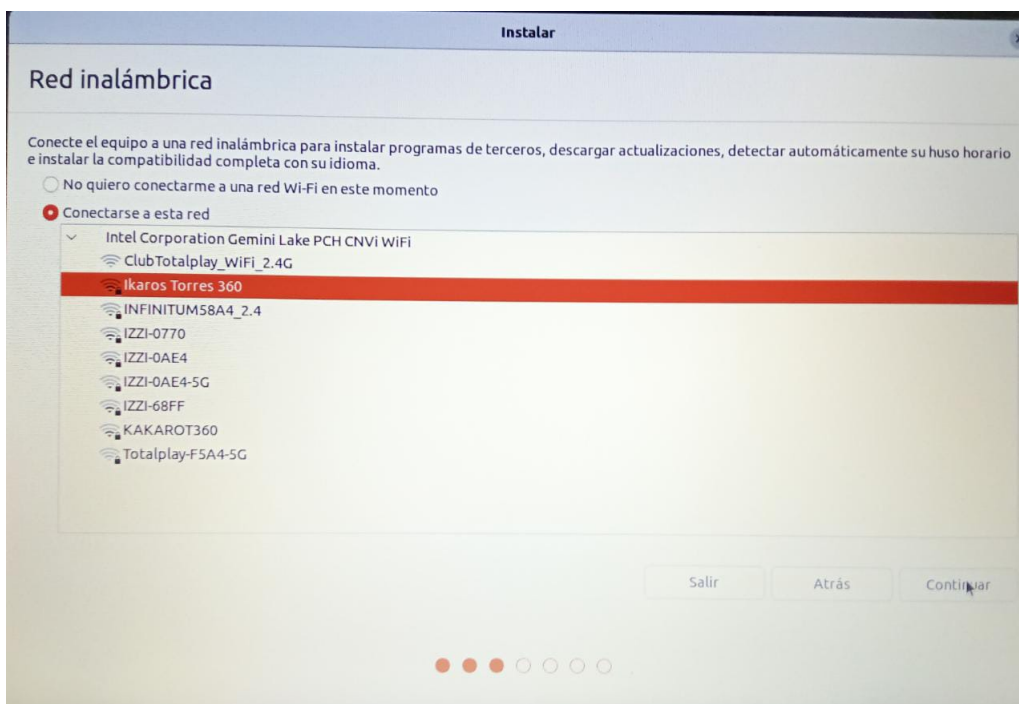 Instalar
Red inalámbrica
Conecte el equipo a una red inalámbrica para instalar programas de terceros, descargar actualizaciones, detectar automáticamente su huso horario
e instalar la compatibilidad completa con su idioma.
No quiero conectarme a una red Wi-Fi en este momento
Conectarse a esta red
Intel Corporation Gemini Lake PCH CNVi WiFi
ClubTotalplay_WiFi_2.4G
Ikaros Torres 360
INFINITUM58A4_2.4
IZZI-0770
IZZI-0AE4
IZZI-0AE4-5G
IZZI-68FF
KAKAROT360
Totalplay-F5A4-5G
Salir Atrás Continuar